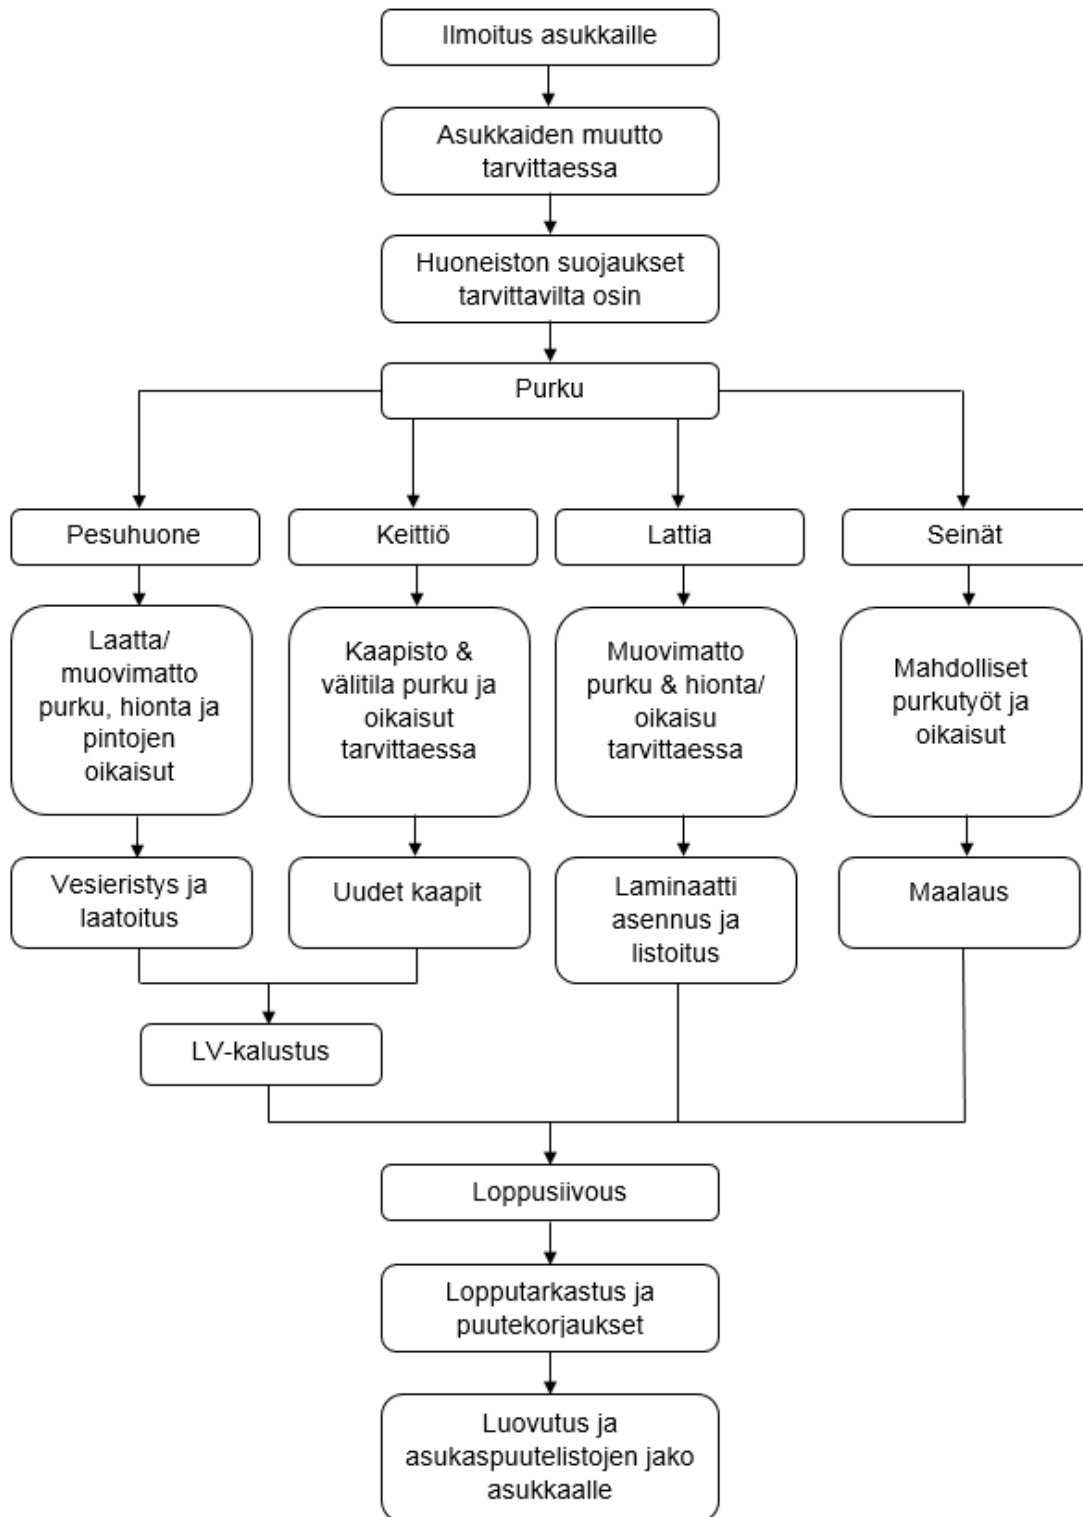 Ilmoitus asukkaille
Asukkaiden muutto
tarvittaessa
Huoneiston suojaukset
tarvittavilta osin
Purku
Pesuhuone
Keittiö
Lattia
Seinät
Laatta/
muovimatto
purku, hionta ja
pintojen
oikaisut
Kaapisto &
välitila purku ja
oikaisut
tarvittaessa
Muovimatto
purku & hionta/
oikaisu
tarvittaessa
Mahdolliset
purkutyöt ja
oikaisut
Vesieristys ja
laatoitus
Uudet kaapit
Laminaatti
asennus ja
listoitus
Maalaus
LV-kalustus
Loppusiivous
Lopputarkastus ja
puutekorjaukset
Luovutus ja
asukaspuutelistojen jako
asukkaalle